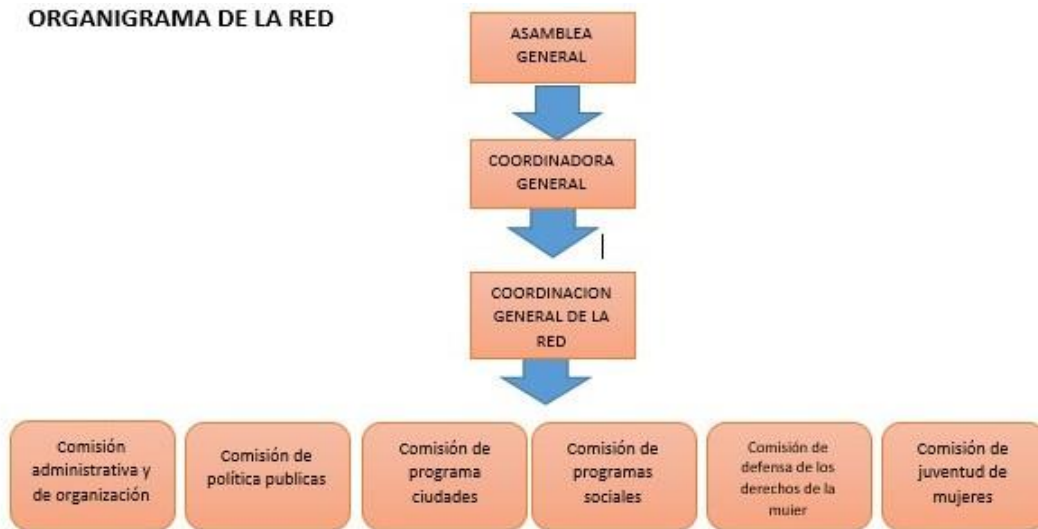 ORGANIGRAMA DE LA RED
ASAMBLEA
GENERAL
COORDINADORA
GENERAL
COORDINACION
GENERAL DE LA
RED
Comisión
administrativa y
de organización
Comisión de
política publicas
Comisión de
programa
ciudades
Comisión de
programas
sociales
Comisión de
defensa de los
derechos de la
mujer
Comisión de
juventud de
mujeres